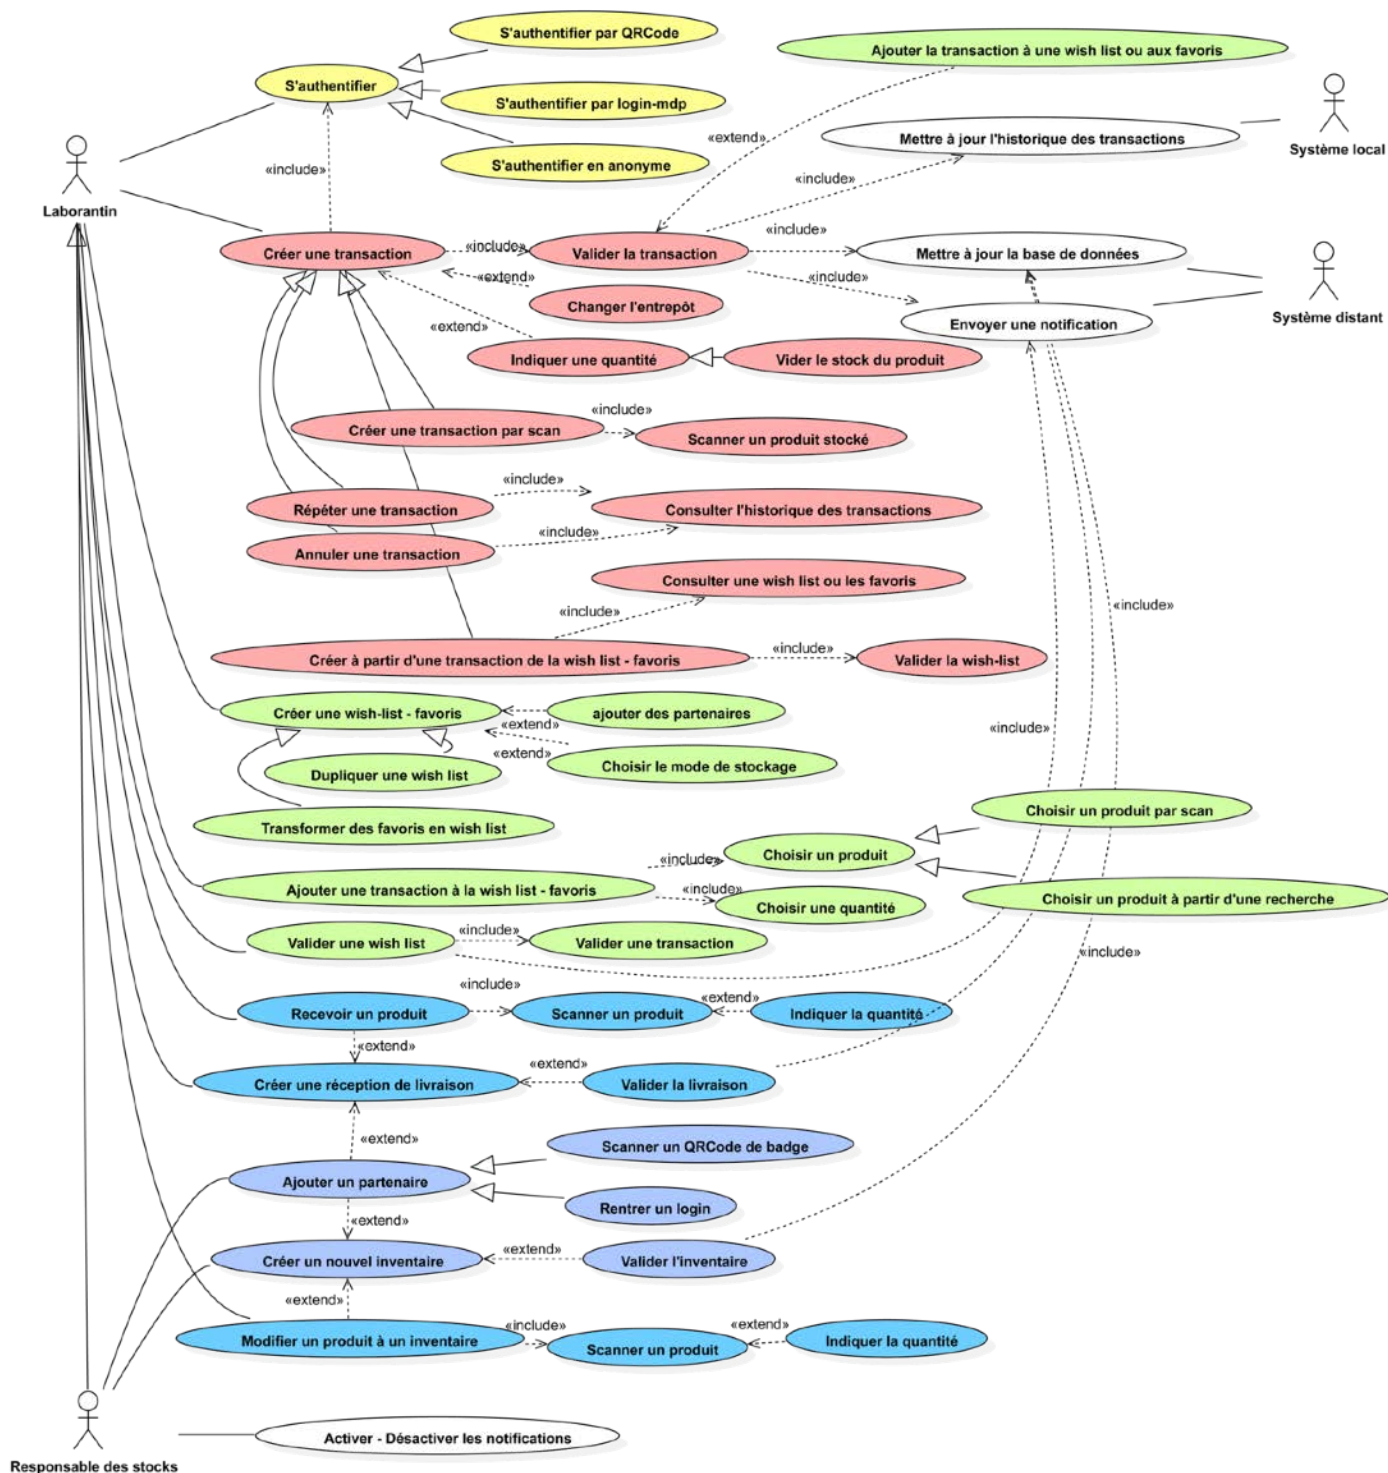 S'authentifier par QRCode
Ajouter la transaction à une wish list ou aux favoris
S'authentifier
S'authentifier par login-mdp
«extend»
Mettre à jour l'historique des transactions
Système local
S'authentifier en anonyme
«include»
«include»
Laborantin
«include»
Créer une transaction
«include»
Valider la transaction
Mettre à jour la base de données
«extend»
«include»
Changer l'entrepôt
Système distant
«extend»
Envoyer une notification
Indiquer une quantité
Vider le stock du produit
«include»
Créer une transaction par scan
Scanner un produit stocké
«include»
Répéter une transaction
Consulter l'historique des transactions
«include»
Annuler une transaction
Consulter une wish list ou les favoris
«include»
«include»
Créer à partir d'une transaction de la wish list - favoris
«include»
Valider la wish-list
Créer une wish-list - favoris
ajouter des partenaires
«extend»
«include»
«extend»
Dupliquer une wish list
Choisir le mode de stockage
Transformer des favoris en wish list
Choisir un produit par scan
Choisir un produit
«include»
Ajouter une transaction à la wish list - favoris
«include»
Choisir une quantité
Choisir un produit à partir d'une recherche
Valider une wish list
«include»
Valider une transaction
«include»
«include»
Recevoir un produit
Scanner un produit
«extend»
Indiquer la quantité
«extend»
Créer une réception de livraison
«extend»
Valider la livraison
«extend»
Scanner un QRCode de badge
Ajouter un partenaire
Rentrer un login
«extend»
Créer un nouvel inventaire
«extend»
Valider l'inventaire
«extend»
Modifier un produit à un inventaire
«include»
Scanner un produit
«extend»
Indiquer la quantité
Activer - Désactiver les notifications
Responsable des stocks